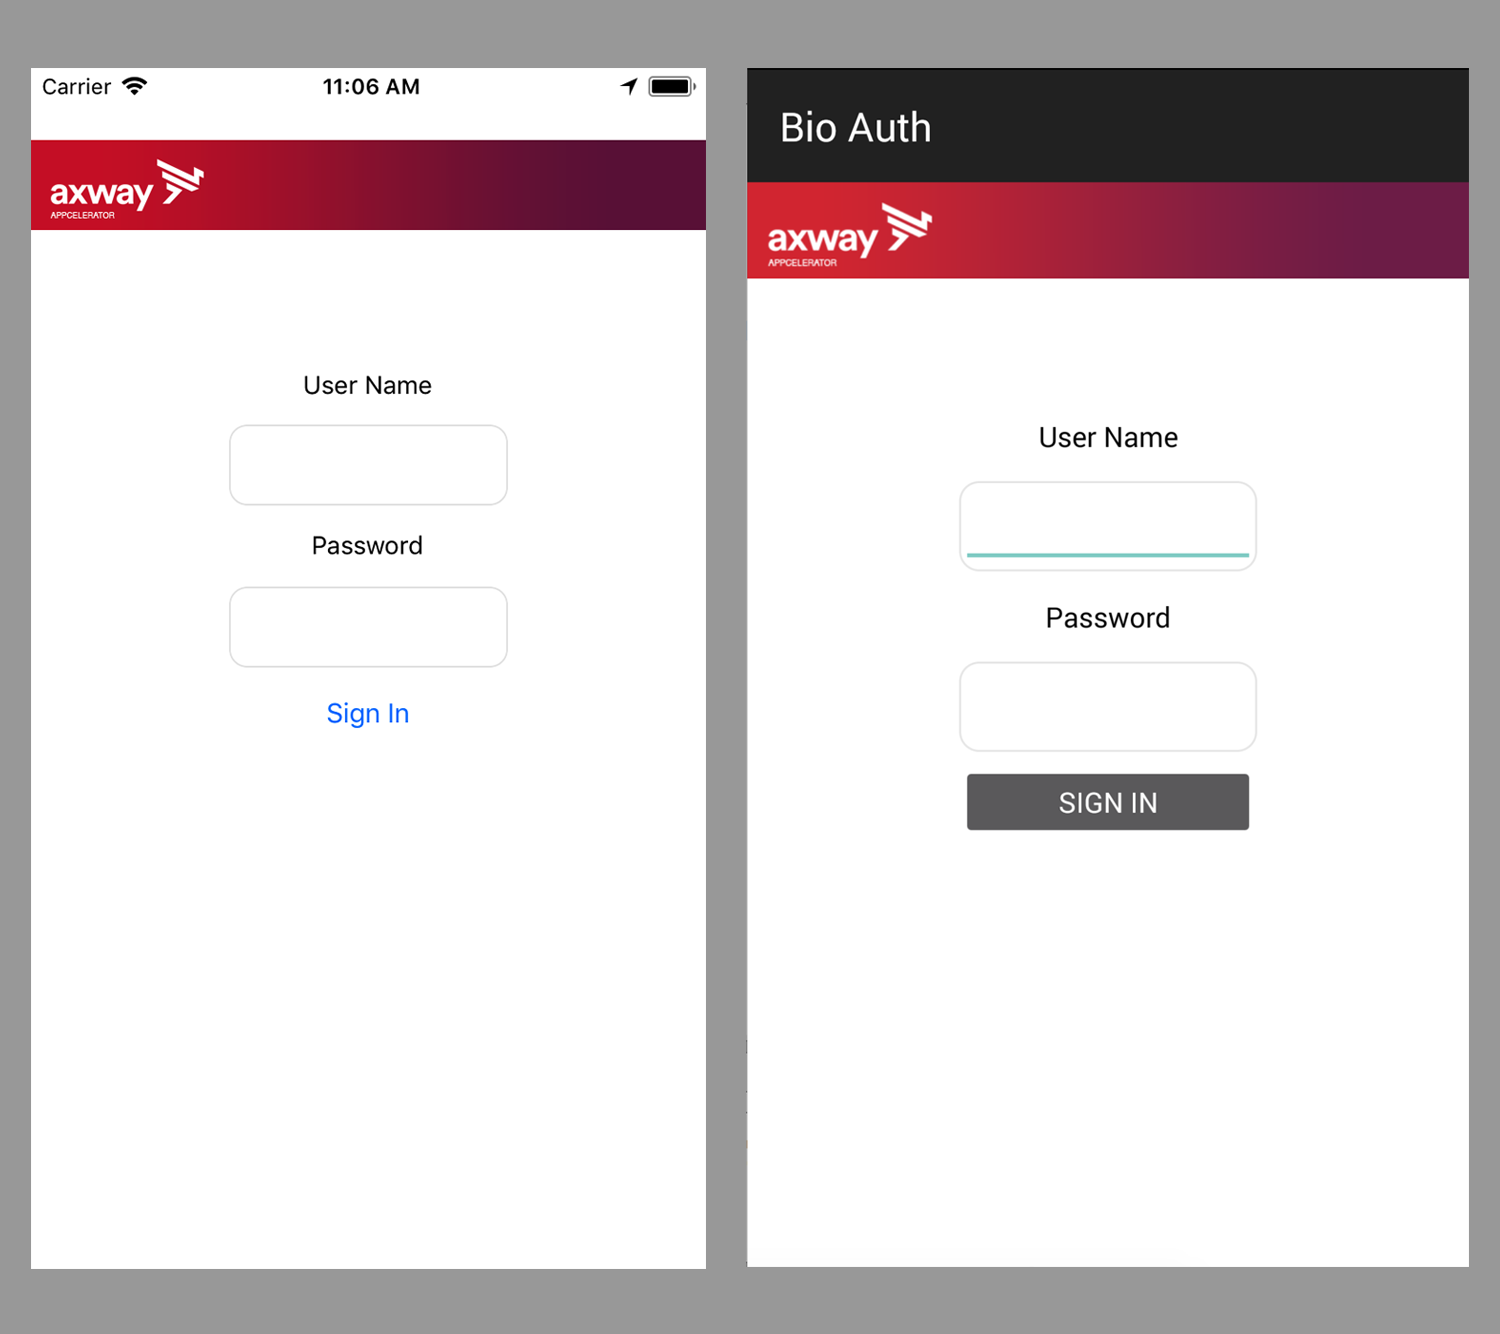 Carrier 11:06 AM
axway
APPCELERATOR
User Name
Password
Sign In
Bio Auth
axway
APPCELERATOR
User Name
Password
SIGN IN